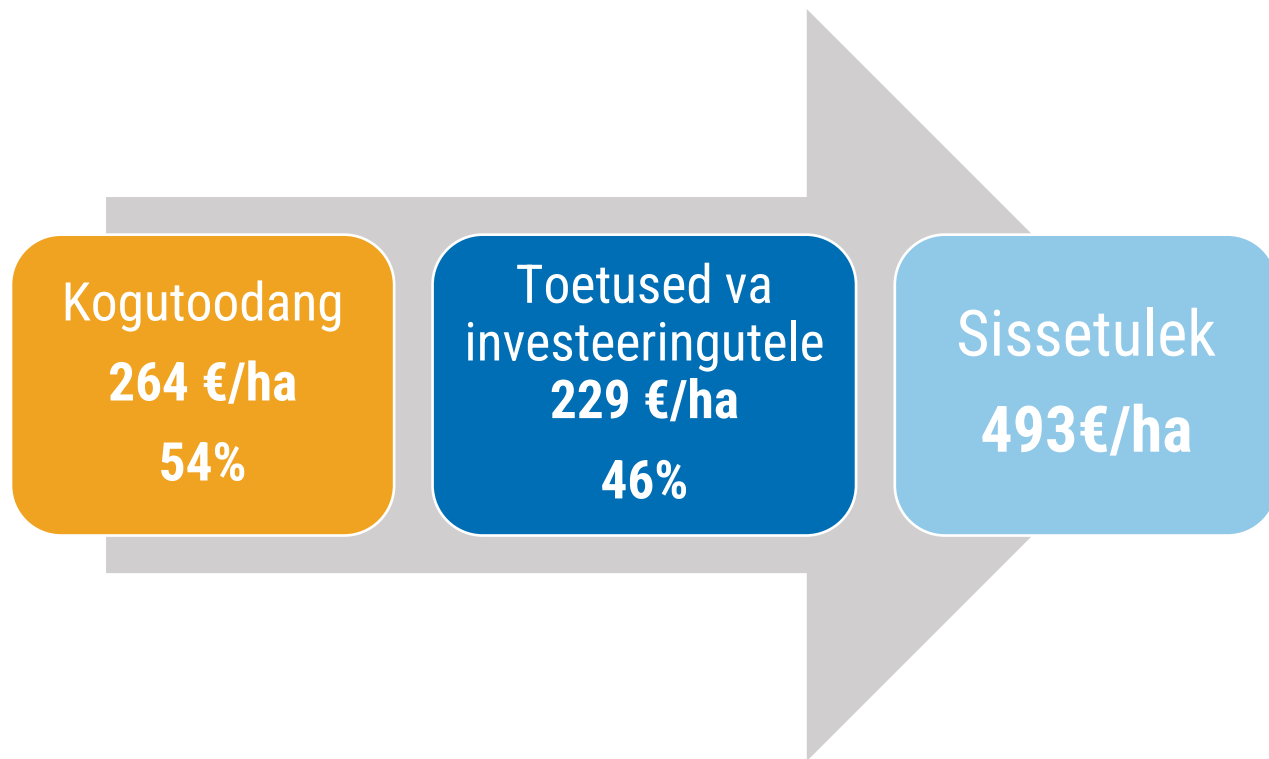 Kogutoodang
264 €/ha
54%
Toetused va
investeeringutele
229 €/ha
46%
Sissetulek
493€/ha